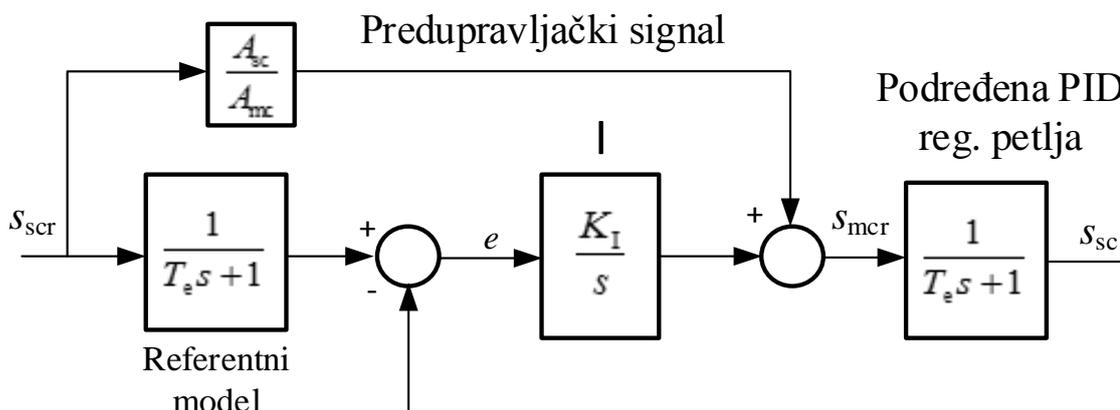 Predupravljački signal
A_sc
A_mc
Podređena PID
reg. petlja
I
s_scr
1
T_e s + 1
+
-
e
K_I
s
+
s_mcr
1
T_e s + 1
s_sc
Referentni
model